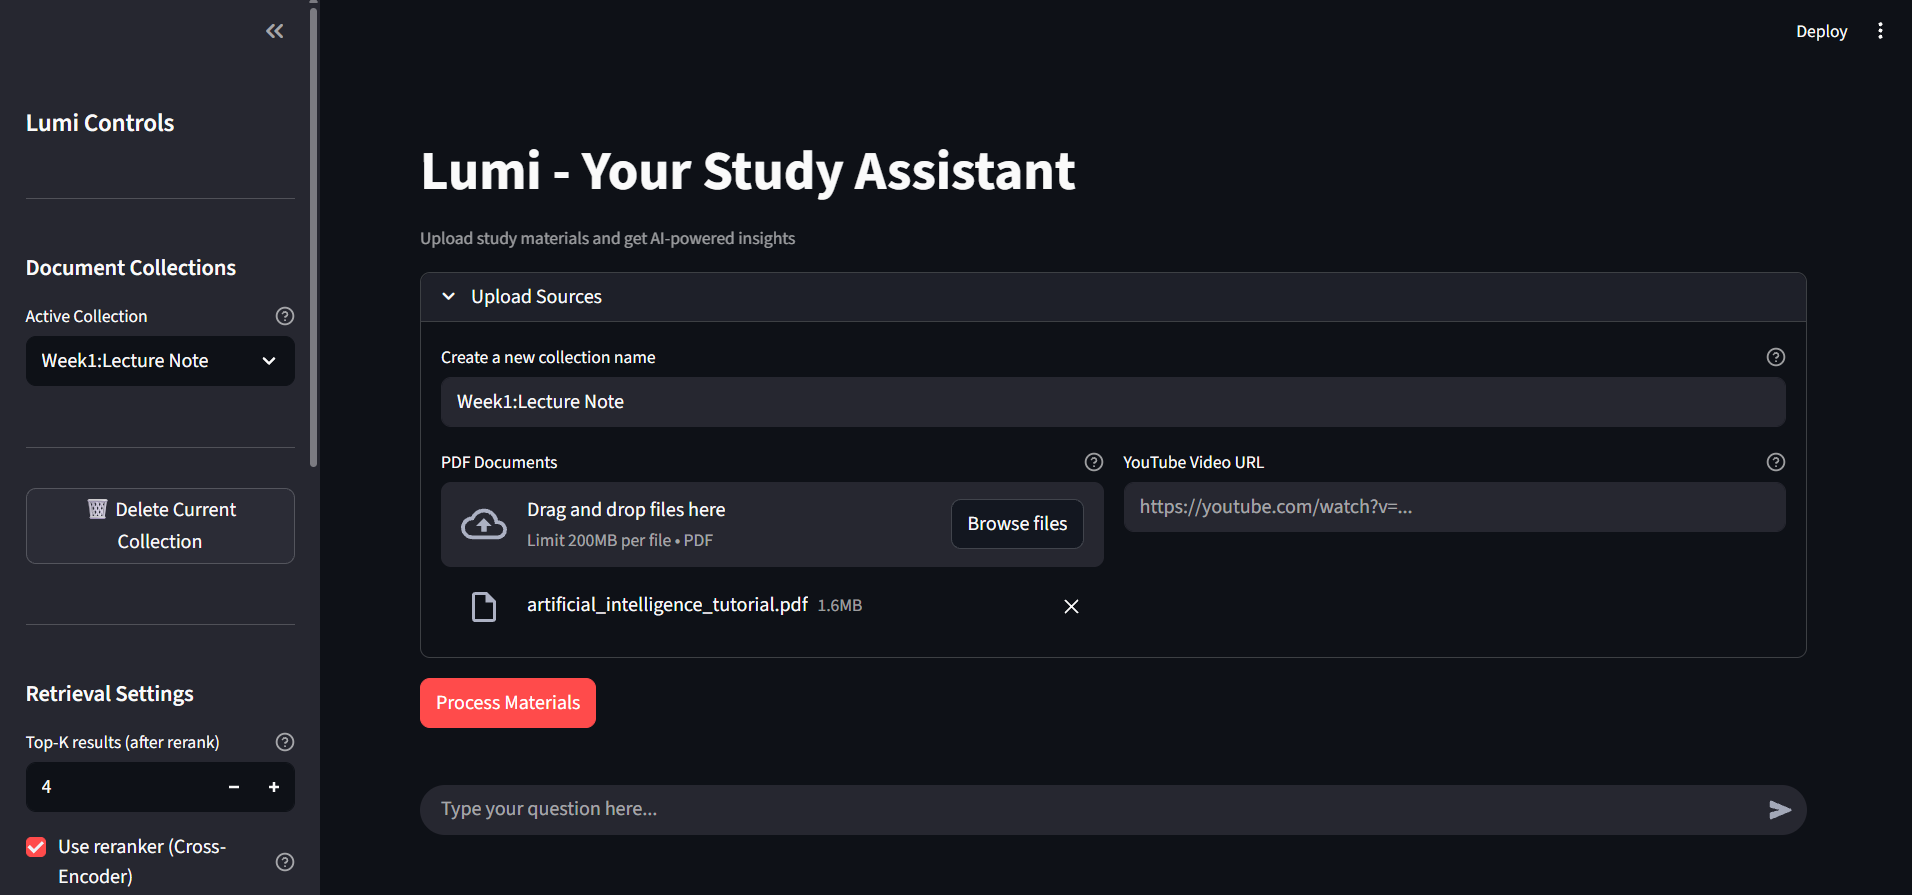 Deploy
Lumi Controls
Document Collections
Active Collection
Week1:Lecture Note
Delete Current
Collection
Retrieval Settings
Top-K results (after rerank)
4
Use reranker (Cross-
Encoder)
Lumi - Your Study Assistant
Upload study materials and get AI-powered insights
Upload Sources
Create a new collection name
Week1:Lecture Note
PDF Documents
Drag and drop files here
Limit 200MB per file • PDF
Browse files
artificial_intelligence_tutorial.pdf 1.6MB
YouTube Video URL
https://youtube.com/watch?v=...
Process Materials
Type your question here...